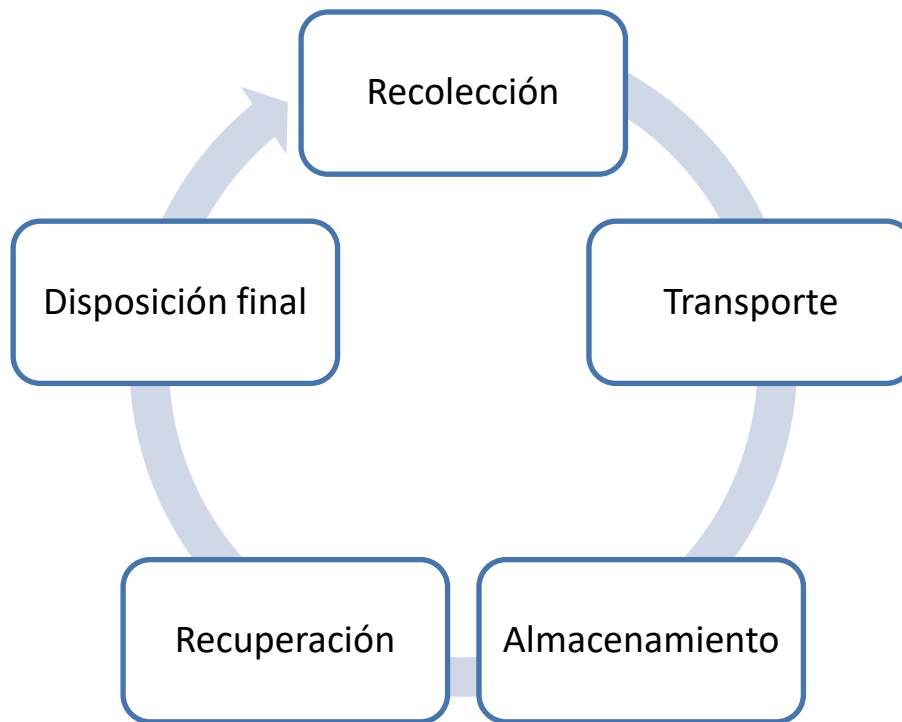 Recolección
Transporte
Almacenamiento
Recuperación
Disposición final